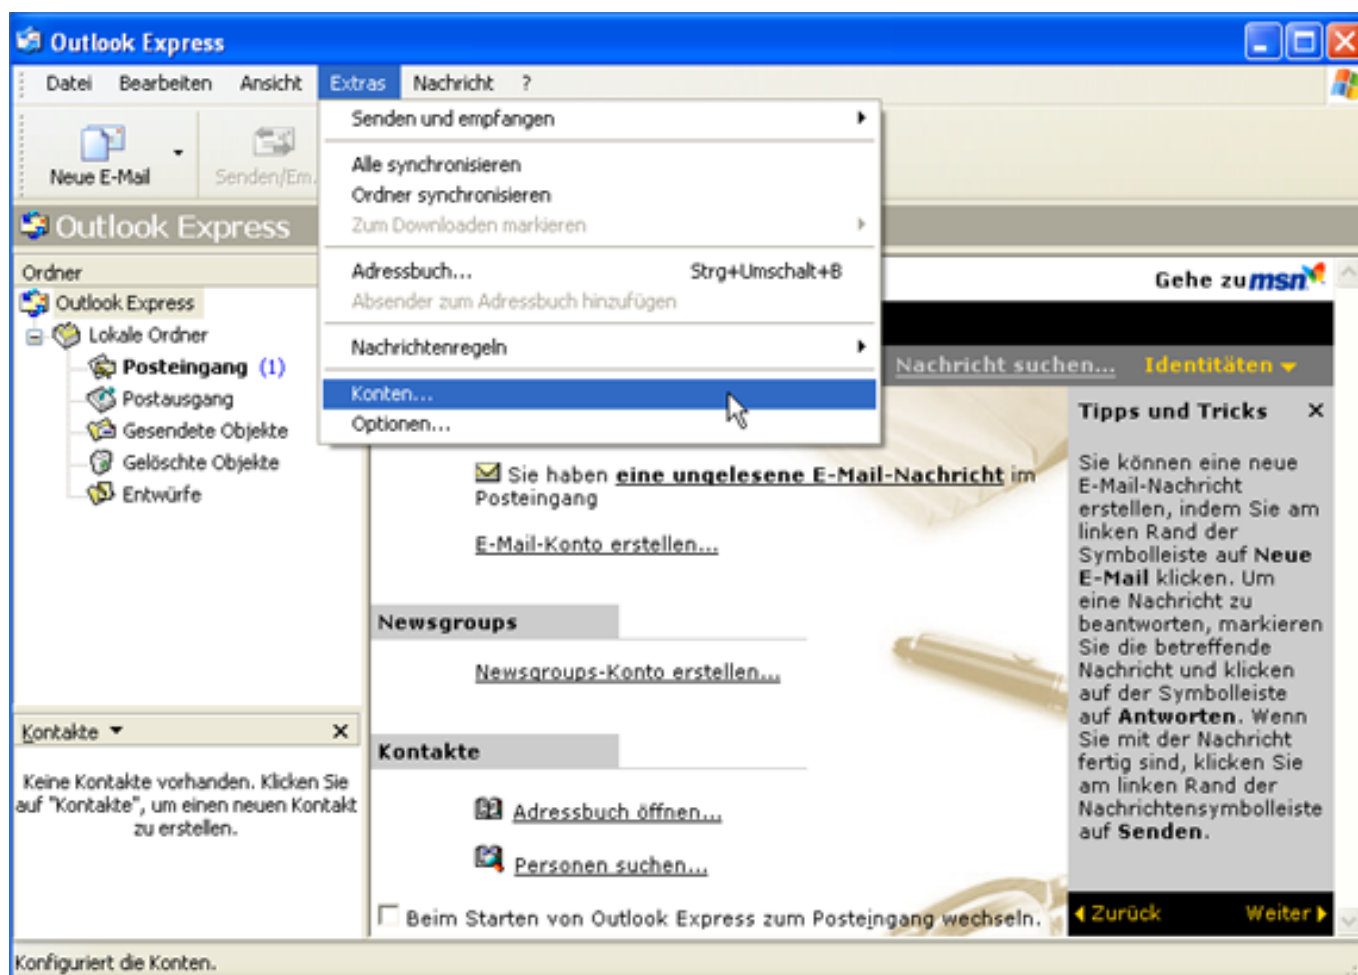 Outlook Express
Datei Bearbeiten Ansicht Extras Nachricht ?
Neue E-Mail
Senden/Em.
Senden und empfangen
Alle synchronisieren
Ordner synchronisieren
Zum Downloaden markieren
Adressbuch... Strg+Umschalt+B
Absender zum Adressbuch hinzufügen
Nachrichtenregeln
Konten...
Optionen...
Outlook Express
Ordner
Outlook Express
Lokale Ordner
Posteingang (1)
Postausgang
Gesendete Objekte
Gelöschte Objekte
Entwürfe
Kontakte
Keine Kontakte vorhanden. Klicken Sie
auf "Kontakte", um einen neuen Kontakt
zu erstellen.
Gehe zu msn
Nachricht suchen... Identitäten
Sie haben eine ungelesene E-Mail-Nachricht im
Posteingang
E-Mail-Konto erstellen...
Newsgroups
Newsgroups-Konto erstellen...
Kontakte
Adressbuch öffnen...
Personen suchen...
Beim Starten von Outlook Express zum Posteingang wechseln.
Tipps und Tricks
Sie können eine neue
E-Mail-Nachricht
erstellen, indem Sie am
linken Rand der
Symbolleiste auf Neue
E-Mail klicken. Um
eine Nachricht zu
beantworten, markieren
Sie die betreffende
Nachricht und klicken
auf der Symbolleiste
auf Antworten. Wenn
Sie mit der Nachricht
fertig sind, klicken Sie
am linken Rand der
Nachrichtensymbolleiste
auf Senden.
Zurück Weiter
Konfiguriert die Konten.